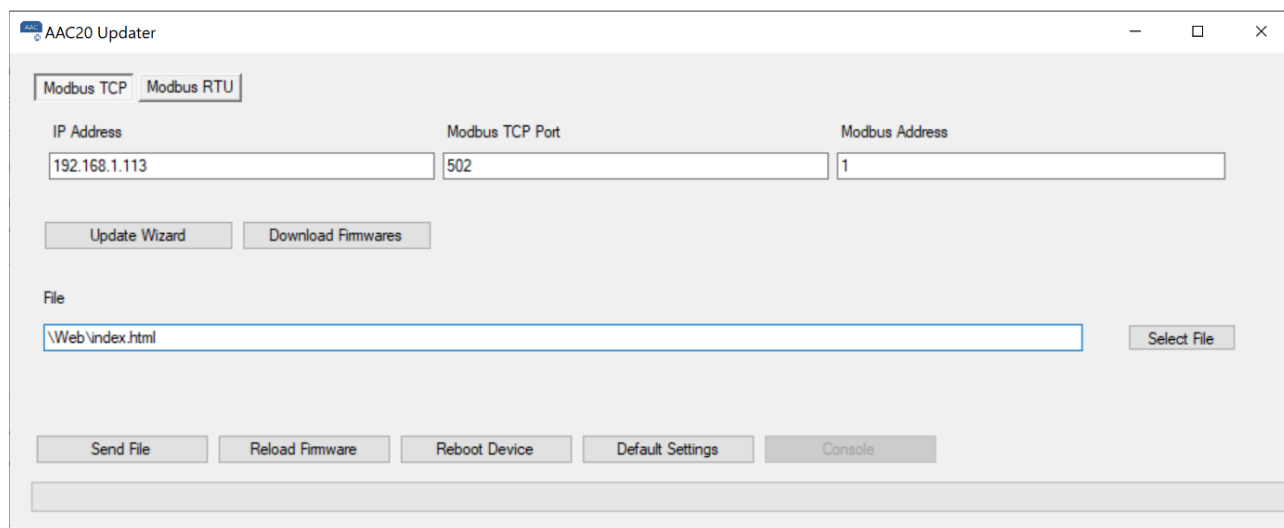 AAC AAC20 Updater
Modbus TCP Modbus RTU
IP Address Modbus TCP Port Modbus Address
192.168.1.113 502 1
Update Wizard Download Firmwares
File
\Web\index.html Select File
Send File Reload Firmware Reboot Device Default Settings Console